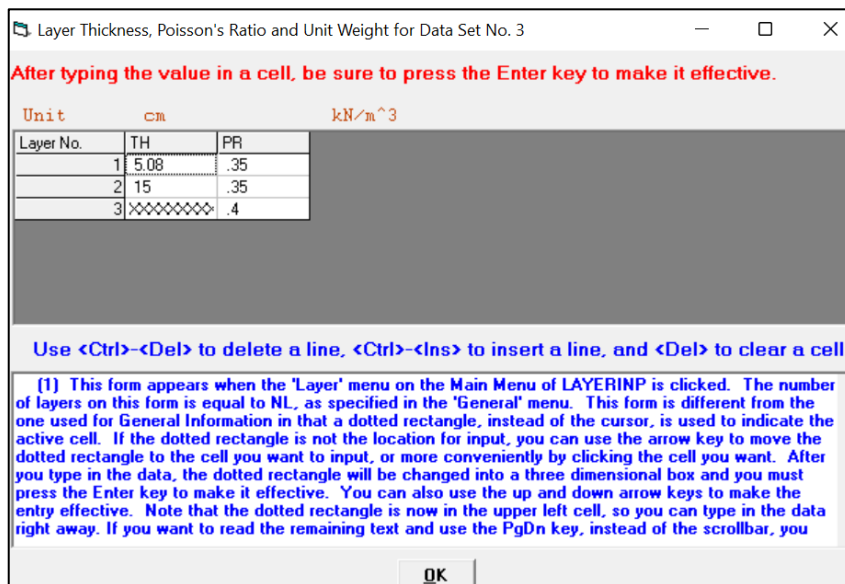 Layer Thickness, Poisson's Ratio and Unit Weight for Data Set No. 3
After typing the value in a cell, be sure to press the Enter key to make it effective.
Unit cm kN/m^3
Layer No. TH PR
1 5.08 .35
2 15 .35
3 XXXXXXXXX .4
Use <Ctrl>-<Del> to delete a line, <Ctrl>-<Ins> to insert a line, and <Del> to clear a cell
(1) This form appears when the 'Layer' menu on the Main Menu of LAYERINP is clicked. The number
of layers on this form is equal to NL, as specified in the 'General' menu. This form is different from the
one used for General Information in that a dotted rectangle, instead of the cursor, is used to indicate the
active cell. If the dotted rectangle is not the location for input, you can use the arrow key to move the
dotted rectangle to the cell you want to input, or more conveniently by clicking the cell you want. After
you type in the data, the dotted rectangle will be changed into a three dimensional box and you must
press the Enter key to make it effective. You can also use the up and down arrow keys to make the
entry effective. Note that the dotted rectangle is now in the upper left cell, so you can type in the data
right away. If you want to read the remaining text and use the PgDn key, instead of the scrollbar, you
OK